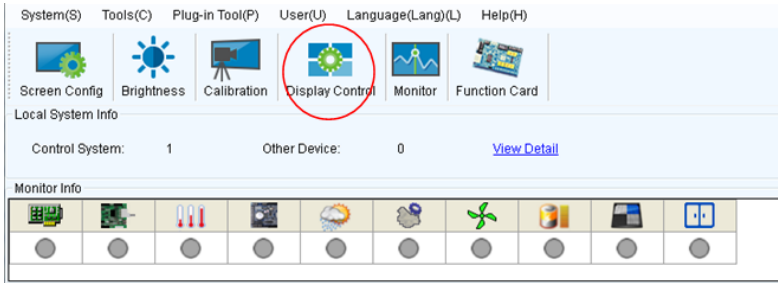 System(S) Tools(C) Plug-in Tool(P) User(U) Language(Lang)(L) Help(H)
Screen Config Brightness Calibration Display Control Monitor Function Card
Local System Info
Control System: 1 Other Device: 0 View Detail
Monitor Info